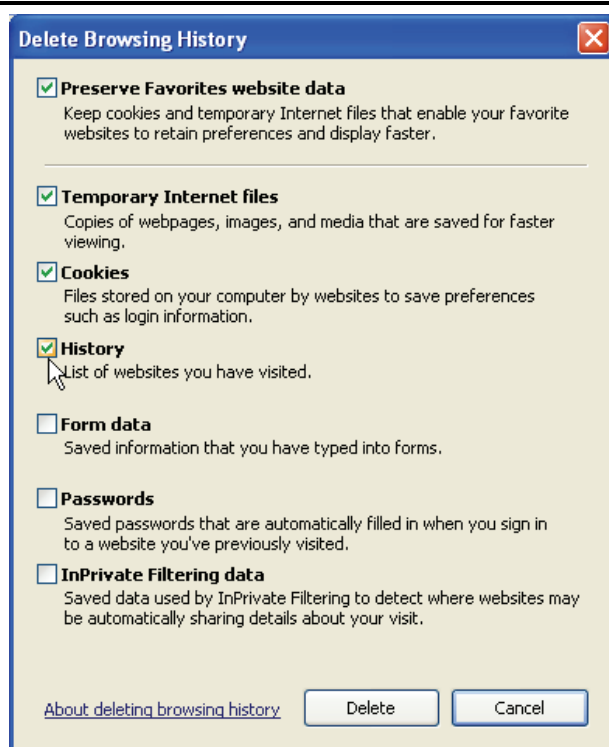 Delete Browsing History
Preserve Favorites website data
Keep cookies and temporary Internet files that enable your favorite
websites to retain preferences and display faster.
Temporary Internet files
Copies of webpages, images, and media that are saved for faster
viewing.
Cookies
Files stored on your computer by websites to save preferences
such as login information.
History
List of websites you have visited.
Form data
Saved information that you have typed into forms.
Passwords
Saved passwords that are automatically filled in when you sign in
to a website you've previously visited.
InPrivate Filtering data
Saved data used by InPrivate Filtering to detect where websites may
be automatically sharing details about your visit.
About deleting browsing history Delete Cancel